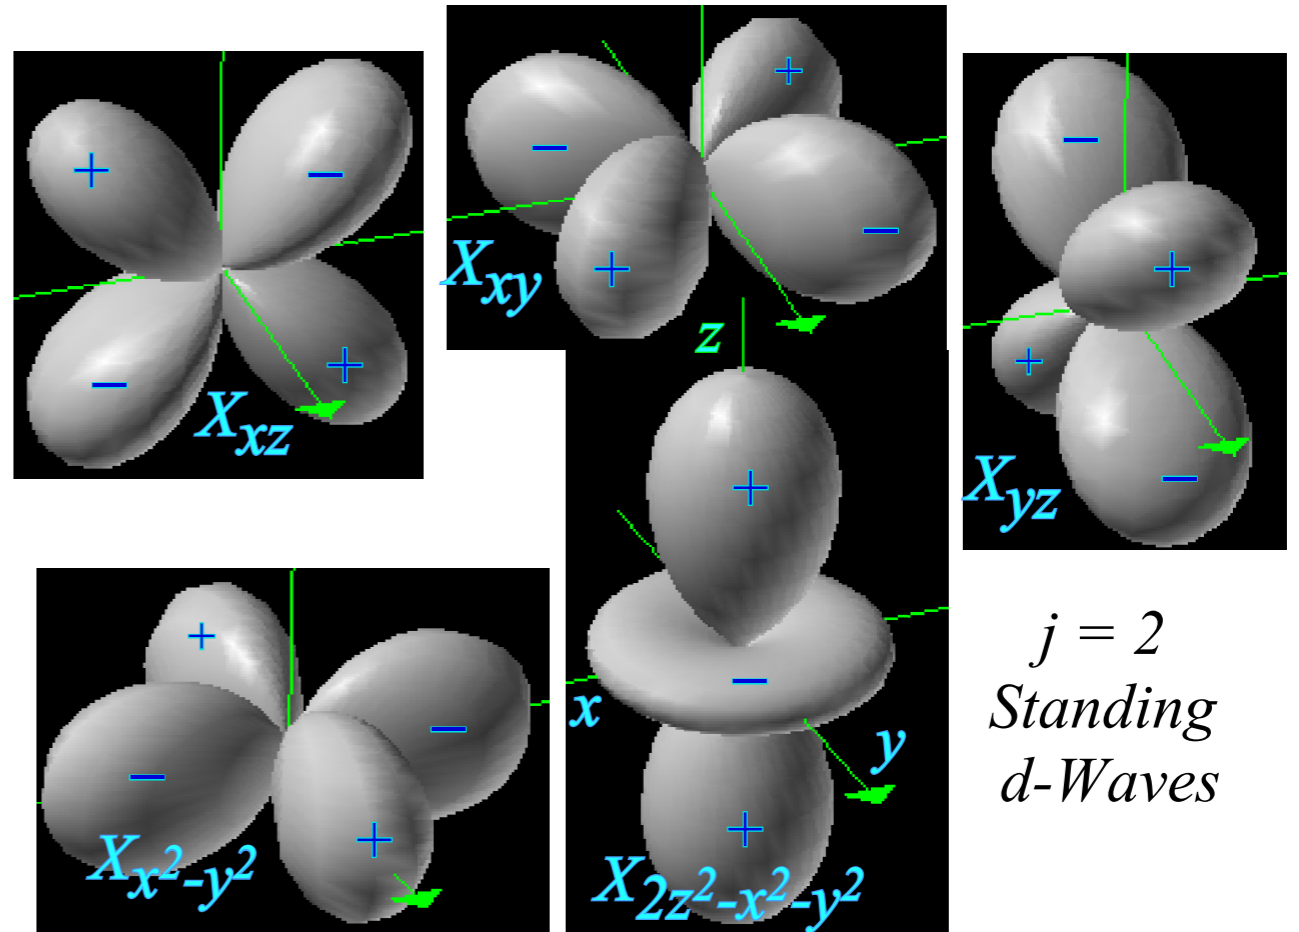 +
−
−
+
X_xz
+
−
+
−
X_xy
−
+
+
−
X_yz
+
−
−
+
X_x²-y²
z
+
−
x
y
+
X_2z²-x²-y²
j = 2
Standing
d-Waves